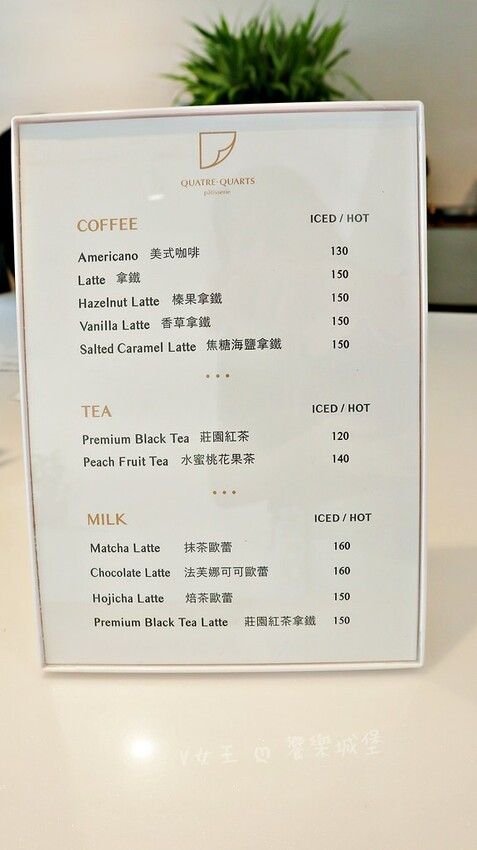 QUATRE-QUARTS
pâtisserie
COFFEE ICED / HOT
Americano 美式咖啡 130
Latte 拿鐵 150
Hazelnut Latte 榛果拿鐵 150
Vanilla Latte 香草拿鐵 150
Salted Caramel Latte 焦糖海鹽拿鐵 150
TEA ICED / HOT
Premium Black Tea 莊園紅茶 120
Peach Fruit Tea 水蜜桃花果茶 140
MILK ICED / HOT
Matcha Latte 抹茶歐蕾 160
Chocolate Latte 法芙娜可可歐蕾 160
Hojicha Latte 焙茶歐蕾 150
Premium Black Tea Latte 莊園紅茶拿鐵 150
女王 饗樂城堡